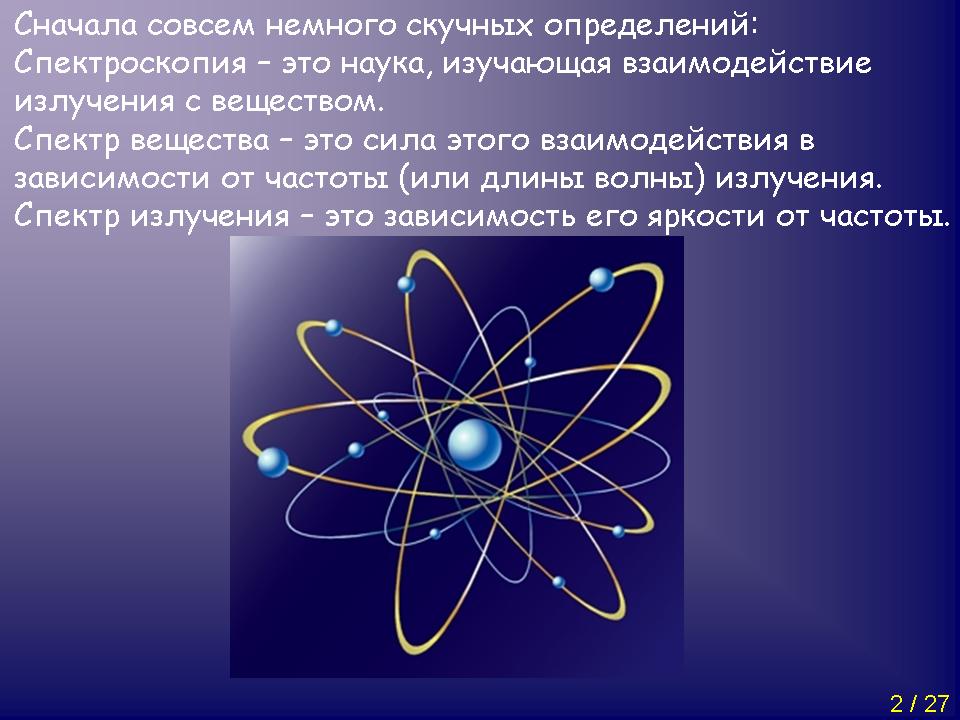 Сначала совсем немного скучных определений:
Спектроскопия – это наука, изучающая взаимодействие
излучения с веществом.
Спектр вещества – это сила этого взаимодействия в
зависимости от частоты (или длины волны) излучения.
Спектр излучения – это зависимость его яркости от частоты.
2 / 27